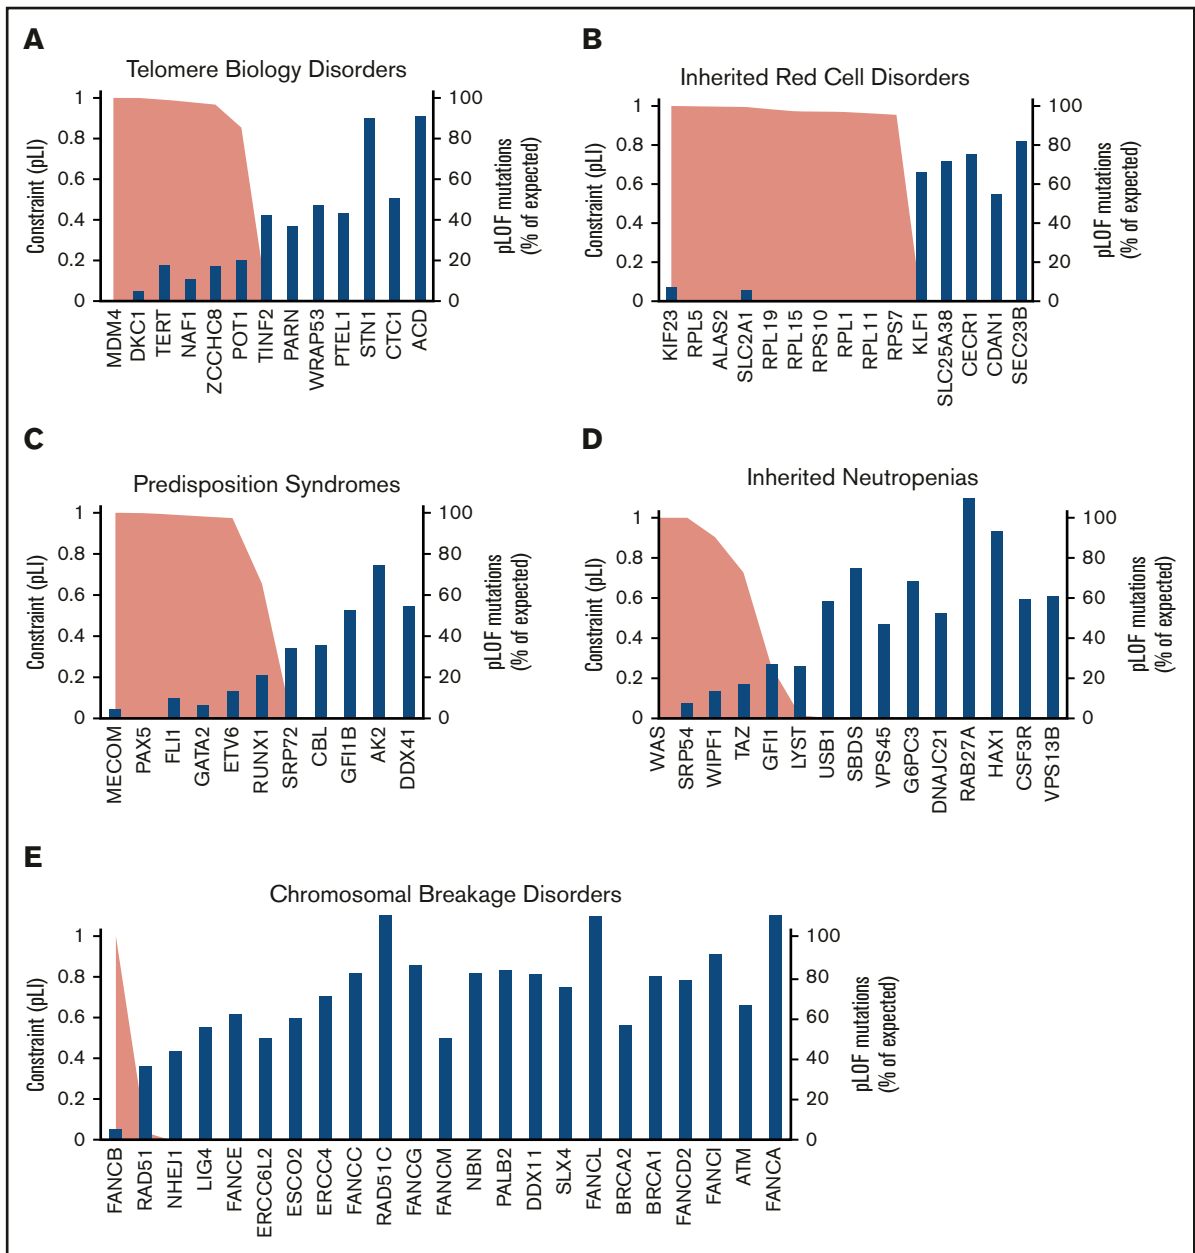 A
Telomere Biology Disorders
Constraint (pLI)
1
0.8
0.6
0.4
0.2
0
100
80
60
40
20
0
pLOF mutations
(% of expected)
MDM4
DKC1
TERT
NAF1
ZCCHC8
POT1
TINF2
PARN
WRAP53
PTEL1
STN1
CTC1
ACD
B
Inherited Red Cell Disorders
Constraint (pLI)
1
0.8
0.6
0.4
0.2
0
100
80
60
40
20
0
pLOF mutations
(% of expected)
KIF23
RPL5
ALAS2
SLC2A1
RPL19
RPL15
RPS10
RPL1
RPL11
RPS7
KLF1
SLC25A38
CECR1
CDAN1
SEC23B
C
Predisposition Syndromes
Constraint (pLI)
1
0.8
0.6
0.4
0.2
0
100
80
60
40
20
0
pLOF mutations
(% of expected)
MECOM
PAX5
FLI1
GATA2
ETV6
RUNX1
SRP72
CBL
GFI1B
AK2
DDX41
D
Inherited Neutropenias
Constraint (pLI)
1
0.8
0.6
0.4
0.2
0
100
80
60
40
20
0
pLOF mutations
(% of expected)
WAS
SRP54
WIPF1
TAZ
GFI1
LYST
USB1
SBDS
VPS45
G6PC3
DNAJC21
RAB27A
HAX1
CSF3R
VPS13B
E
Chromosomal Breakage Disorders
Constraint (pLI)
1
0.8
0.6
0.4
0.2
0
100
80
60
40
20
0
pLOF mutations
(% of expected)
FANCB
RAD51
NHEJ1
LIG4
FANCE
ERCC6L2
ESCO2
ERCC4
FANCC
RAD51C
FANCG
FANCM
NBN
PALB2
DDX11
SLX4
FANCL
BRCA2
BRCA1
FANCD2
FANCI
ATM
FANCA